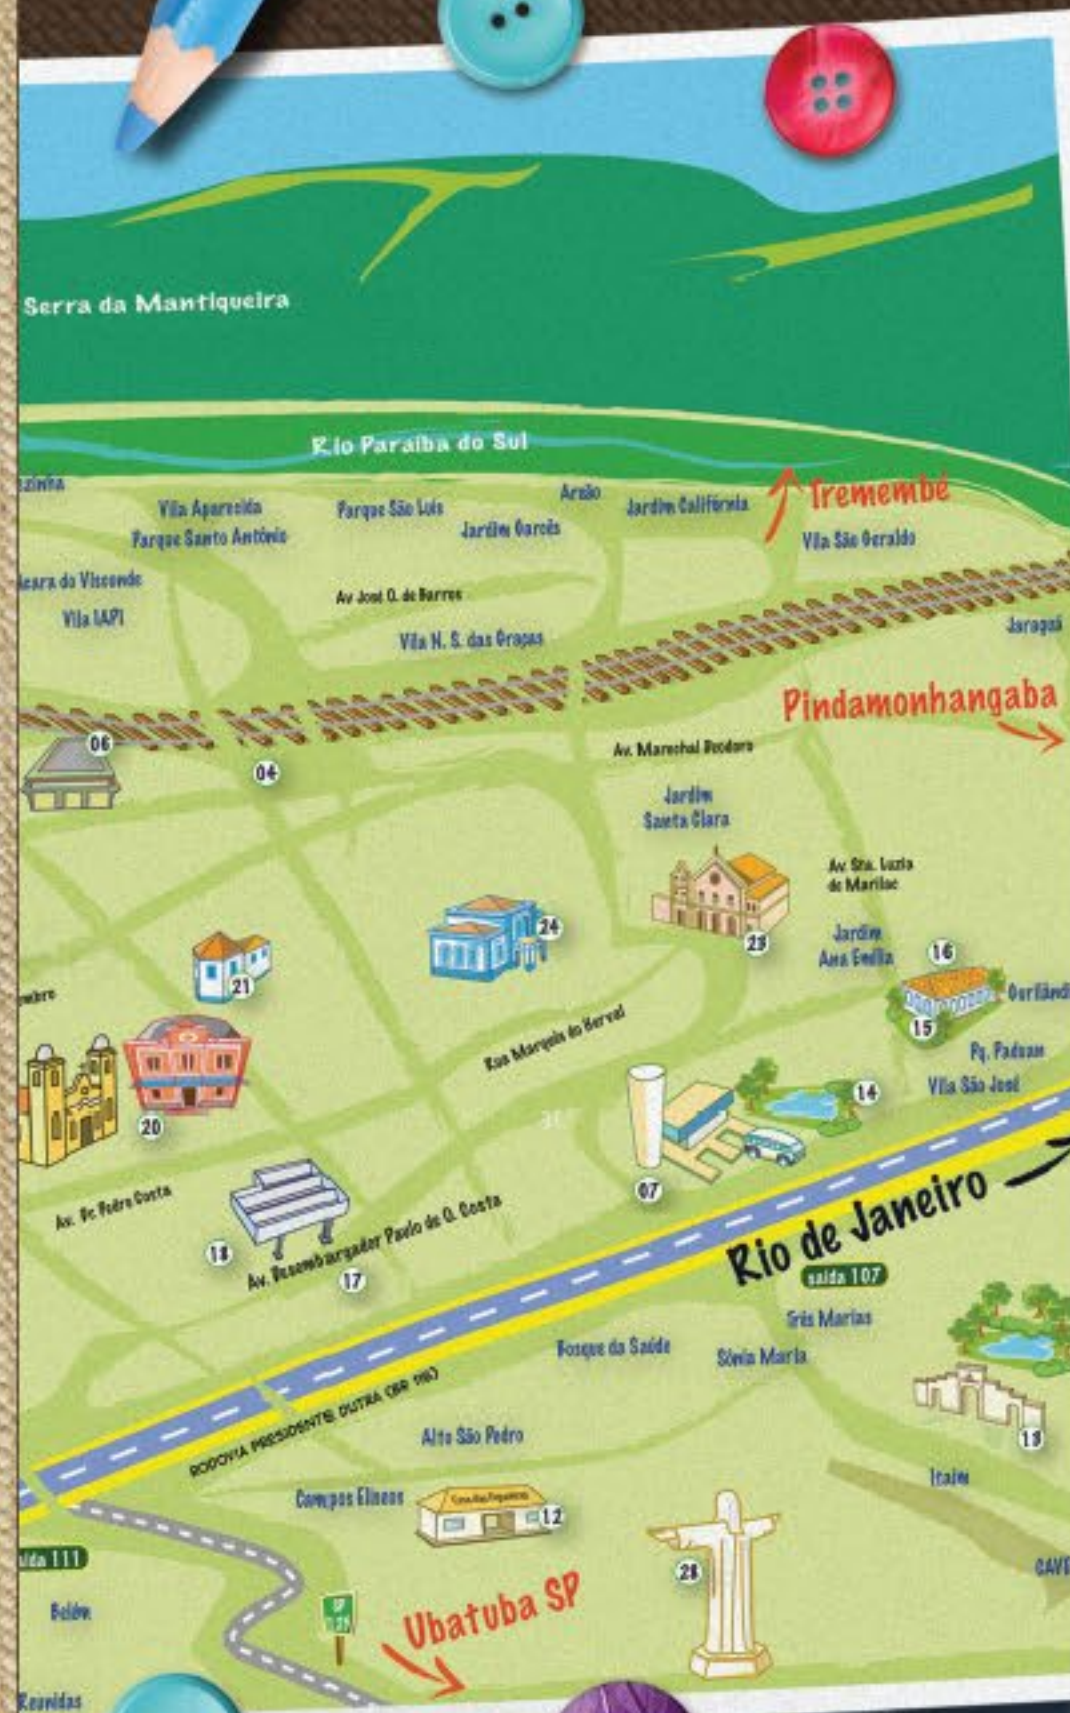 Serra da Mantiqueira
Rio Paraíba do Sul
Vila Aparecida
Parque Santo Antônio
Parque São Luís
Jardim Garcês
Areão
Jardim Califórnia
Tremembé
Vila São Geraldo
Visconde
Vila IAPI
Av José O. de Barros
Vila N. S. das Graças
Jaraguá
Pindamonhangaba
06
04
Av. Marechal Deodoro
Jardim
Santa Clara
Av. Sta. Luzia
de Marilac
Jardim
Ana Emília
24
23
16
21
15
Rua Marquês do Herval
Pq. Paduan
Vila São José
14
20
07
Av. Dr Pedro Costa
18
Av. Desembargador Paulo de O. Costa
17
Rio de Janeiro
saída 107
Três Marias
Bosque da Saúde
Sônia Maria
RODOVIA PRESIDENTE DUTRA (BR 116)
Alto São Pedro
13
Itaim
Campos Elíseos
12
28
111
Belém
SP
Ubatuba SP
Reunidas